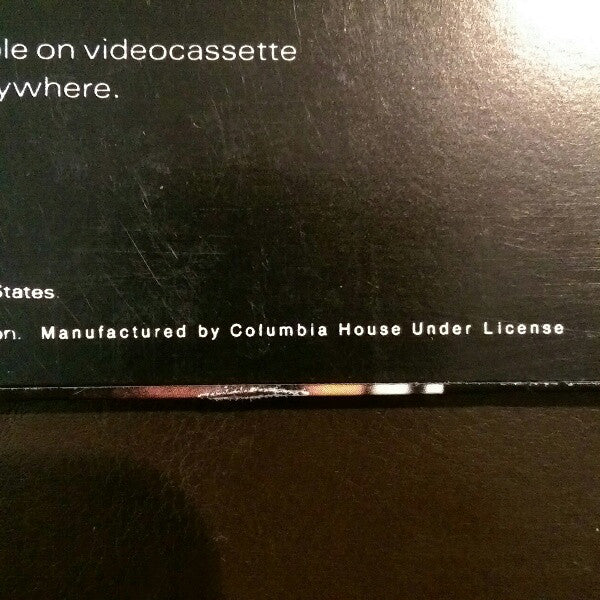 le on videocassette
ywhere.
States.
on. Manufactured by Columbia House Under License